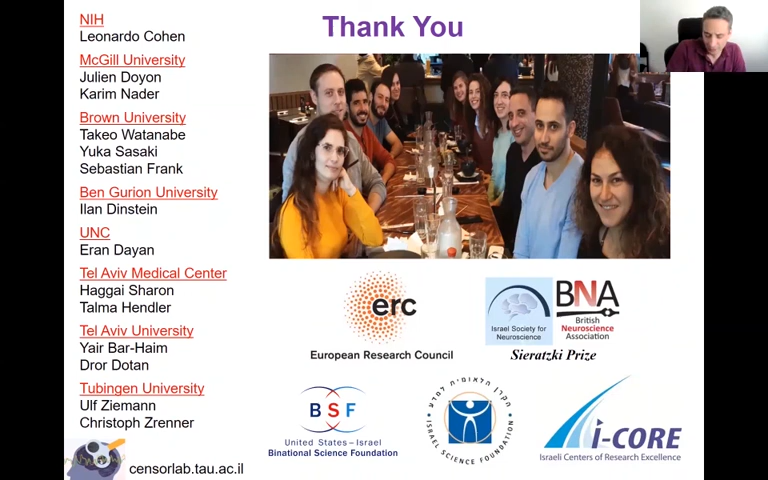 Thank You
NIH
Leonardo Cohen
McGill University
Julien Doyon
Karim Nader
Brown University
Takeo Watanabe
Yuka Sasaki
Sebastian Frank
Ben Gurion University
Ilan Dinstein
UNC
Eran Dayan
Tel Aviv Medical Center
Haggai Sharon
Talma Hendler
Tel Aviv University
Yair Bar-Haim
Dror Dotan
Tubingen University
Ulf Ziemann
Christoph Zrenner
censorlab.tau.ac.il
erc
European Research Council
Israel Society for
Neuroscience
BNA
British
Neuroscience
Association
Sieratzki Prize
BSF
United States – Israel
Binational Science Foundation
הקרן הלאומית למדע
ISRAEL SCIENCE FOUNDATION
i-CORE
Israeli Centers of Research Excellence